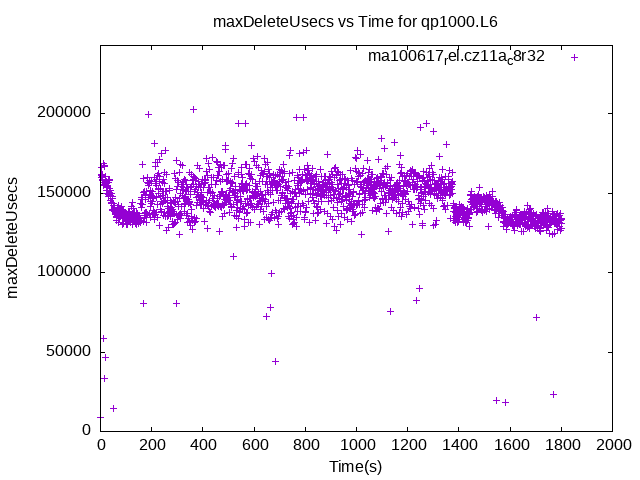 maxDeleteUsecs vs Time for qp1000.L6
ma100617rel.cz11ac8r32
maxDeleteUsecs
200000
150000
100000
50000
0
0 200 400 600 800 1000 1200 1400 1600 1800 2000
Time(s)